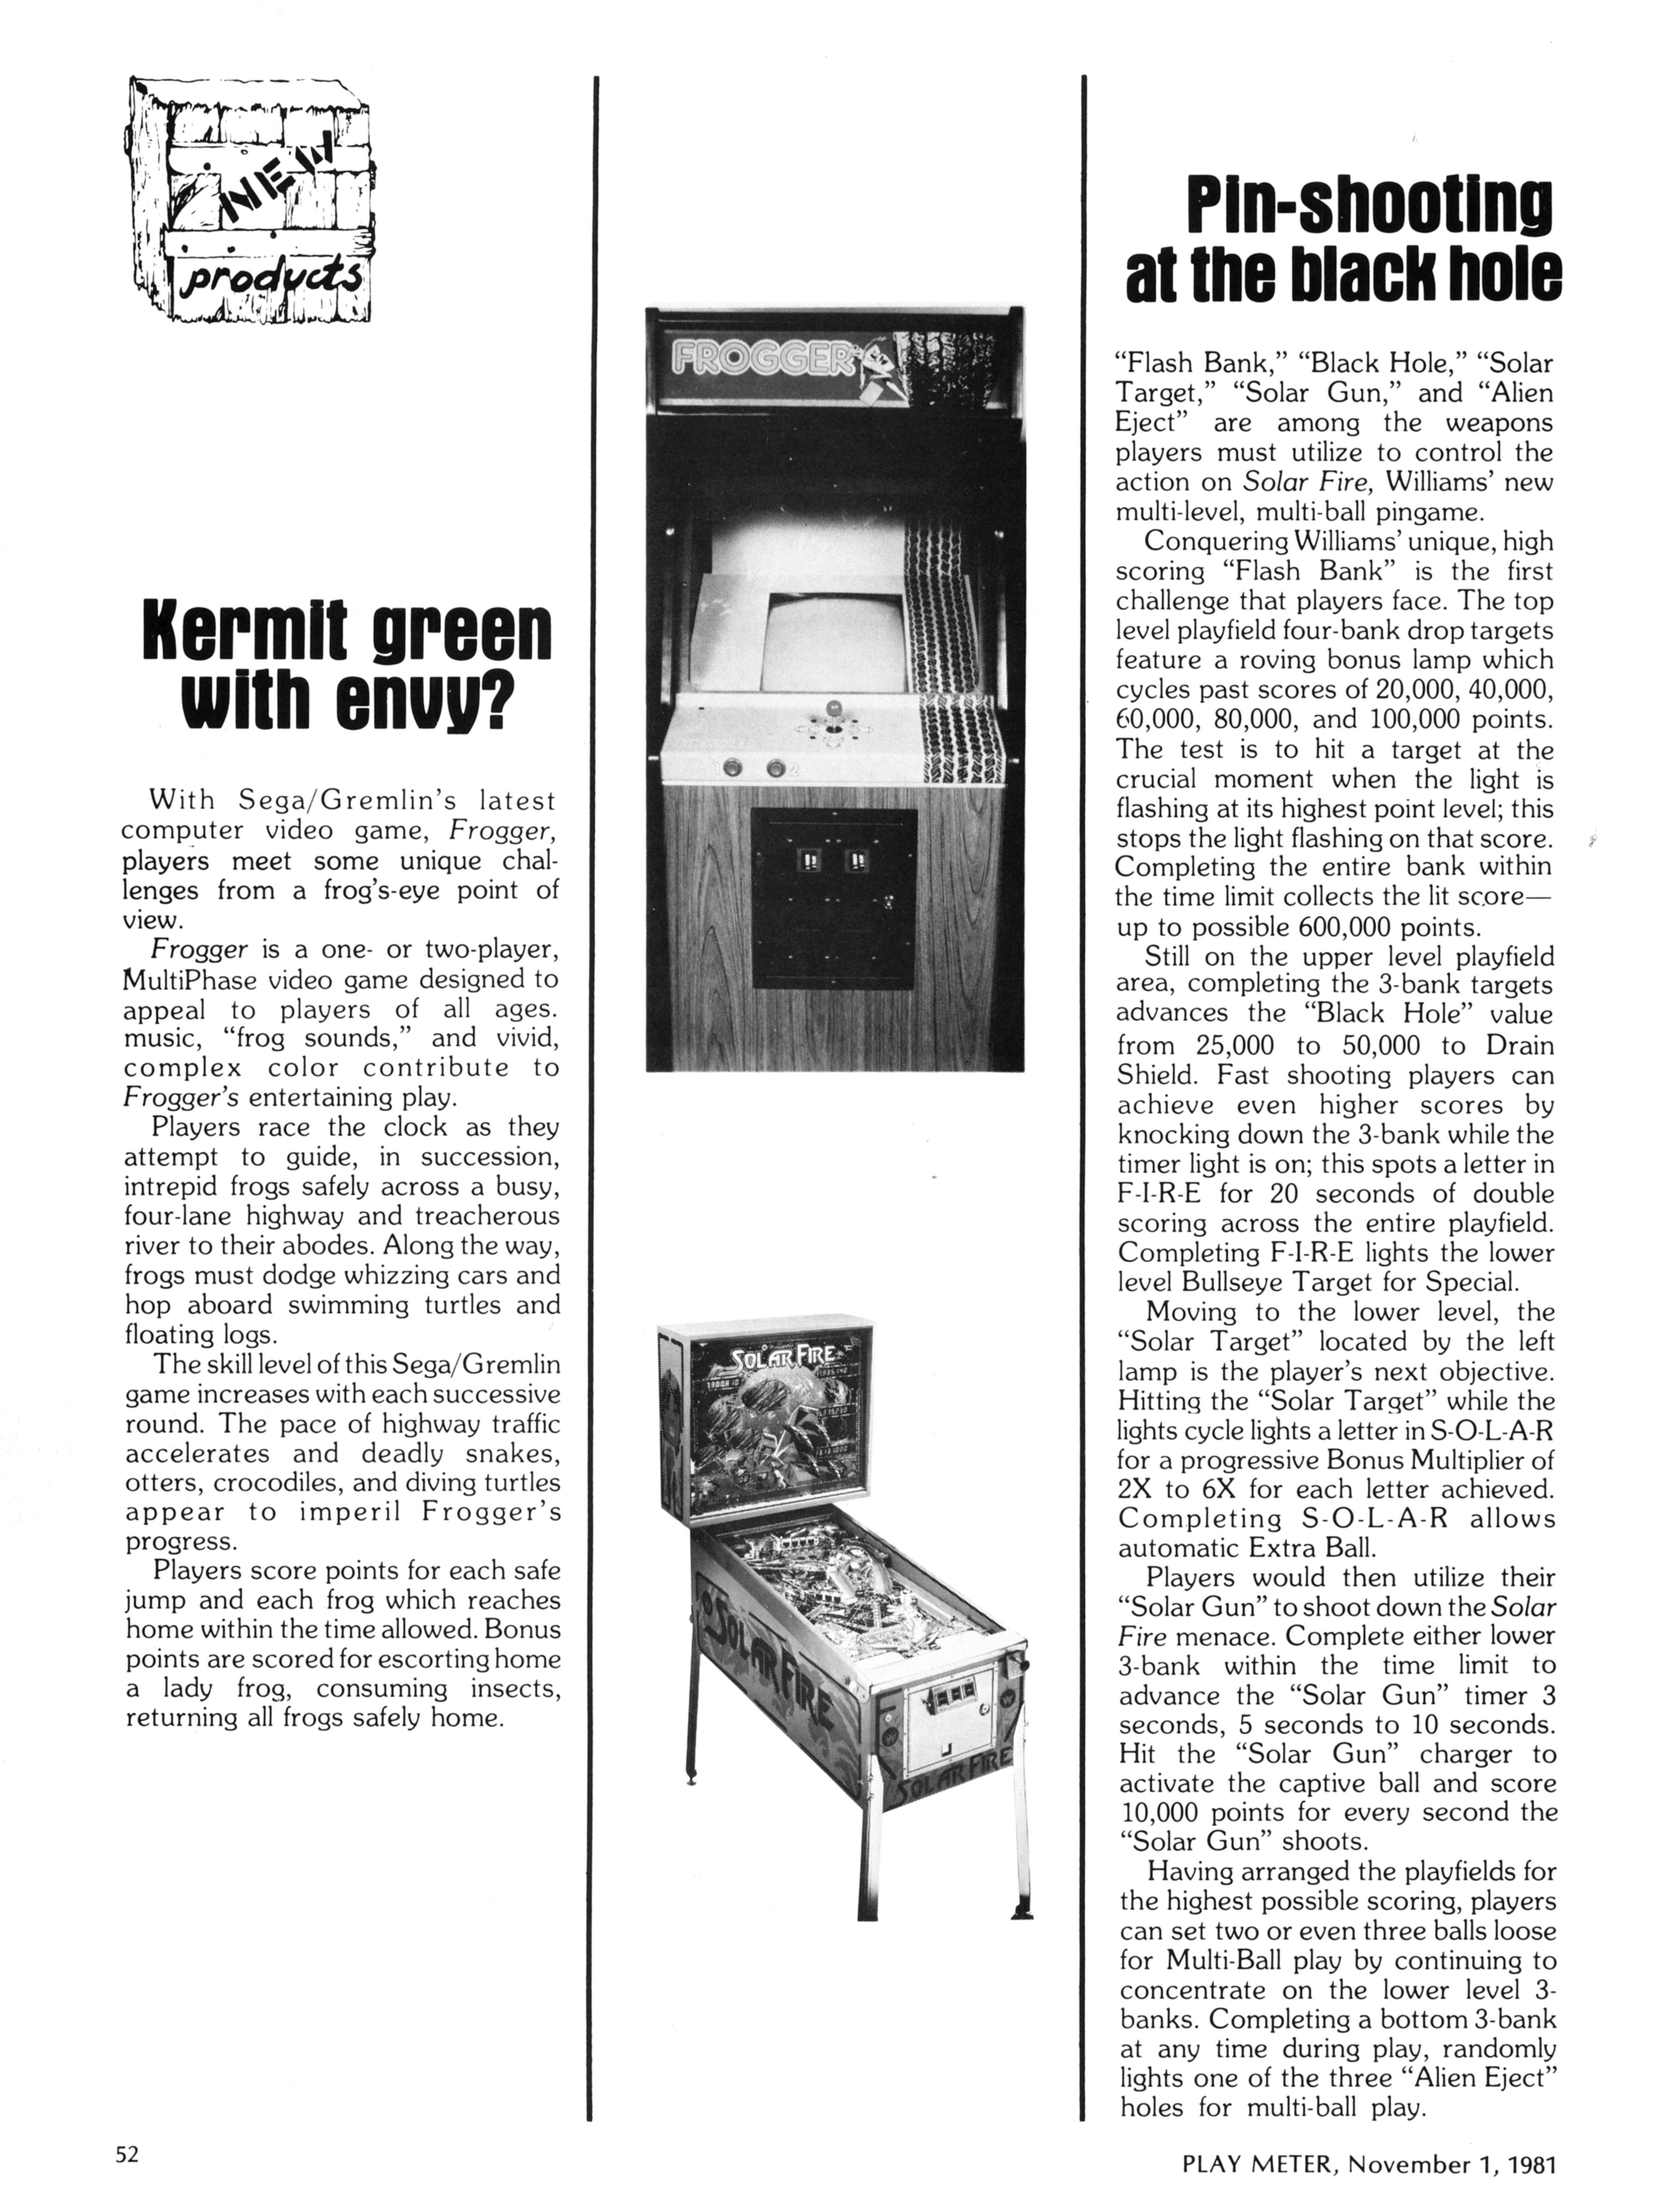 NEW
products
Kermit green
with envy?
With Sega/Gremlin's latest
computer video game, Frogger,
players meet some unique chal-
lenges from a frog's-eye point of
view.
Frogger is a one- or two-player,
MultiPhase video game designed to
appeal to players of all ages.
music, “frog sounds,” and vivid,
complex color contribute to
Frogger's entertaining play.
Players race the clock as they
attempt to guide, in succession,
intrepid frogs safely across a busy,
four-lane highway and treacherous
river to their abodes. Along the way,
frogs must dodge whizzing cars and
hop aboard swimming turtles and
floating logs.
The skill level of this Sega/Gremlin
game increases with each successive
round. The pace of highway traffic
accelerates and deadly snakes,
otters, crocodiles, and diving turtles
appear to imperil Frogger's
progress.
Players score points for each safe
jump and each frog which reaches
home within the time allowed. Bonus
points are scored for escorting home
a lady frog, consuming insects,
returning all frogs safely home.
FROGGER
1 2
SOLAR FIRE
SOLAR FIRE
SOLAR FIRE
Pin-shooting
at the black hole
“Flash Bank,” “Black Hole,” “Solar
Target,” “Solar Gun,” and “Alien
Eject” are among the weapons
players must utilize to control the
action on Solar Fire, Williams' new
multi-level, multi-ball pingame.
Conquering Williams' unique, high
scoring “Flash Bank” is the first
challenge that players face. The top
level playfield four-bank drop targets
feature a roving bonus lamp which
cycles past scores of 20,000, 40,000,
60,000, 80,000, and 100,000 points.
The test is to hit a target at the
crucial moment when the light is
flashing at its highest point level; this
stops the light flashing on that score.
Completing the entire bank within
the time limit collects the lit score—
up to possible 600,000 points.
Still on the upper level playfield
area, completing the 3-bank targets
advances the “Black Hole” value
from 25,000 to 50,000 to Drain
Shield. Fast shooting players can
achieve even higher scores by
knocking down the 3-bank while the
timer light is on; this spots a letter in
F-I-R-E for 20 seconds of double
scoring across the entire playfield.
Completing F-I-R-E lights the lower
level Bullseye Target for Special.
Moving to the lower level, the
“Solar Target” located by the left
lamp is the player's next objective.
Hitting the “Solar Target” while the
lights cycle lights a letter in S-O-L-A-R
for a progressive Bonus Multiplier of
2X to 6X for each letter achieved.
Completing S-O-L-A-R allows
automatic Extra Ball.
Players would then utilize their
“Solar Gun” to shoot down the Solar
Fire menace. Complete either lower
3-bank within the time limit to
advance the “Solar Gun” timer 3
seconds, 5 seconds to 10 seconds.
Hit the “Solar Gun” charger to
activate the captive ball and score
10,000 points for every second the
“Solar Gun” shoots.
Having arranged the playfields for
the highest possible scoring, players
can set two or even three balls loose
for Multi-Ball play by continuing to
concentrate on the lower level 3-
banks. Completing a bottom 3-bank
at any time during play, randomly
lights one of the three “Alien Eject”
holes for multi-ball play.
52
PLAY METER, November 1, 1981